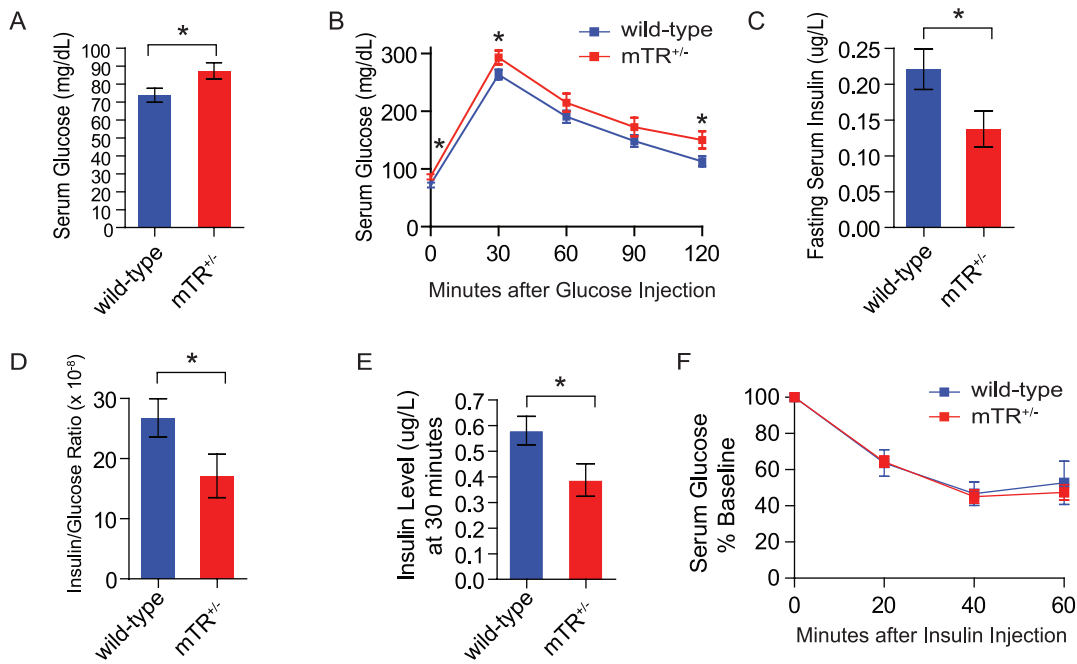 A
Serum Glucose (mg/dL)
100
90
80
70
60
50
40
30
20
10
0
*
wild-type
mTR+/-
B
Serum Glucose (mg/dL)
300
200
100
0
*
*
*
wild-type
mTR+/-
0 30 60 90 120
Minutes after Glucose Injection
C
Fasting Serum Insulin (ug/L)
0.25
0.20
0.15
0.25
0.05
0.00
*
wild-type
mTR+/-
D
Insulin/Glucose Ratio (x 10-8)
30
20
10
0
*
wild-type
mTR+/-
E
Insulin Level (ug/L)
at 30 minutes
0.7
0.6
0.5
0.4
0.3
0.2
0.1
0.0
*
wild-type
mTR+/-
F
Serum Glucose
% Baseline
100
80
60
40
20
0
wild-type
mTR+/-
0 20 40 60
Minutes after Insulin Injection